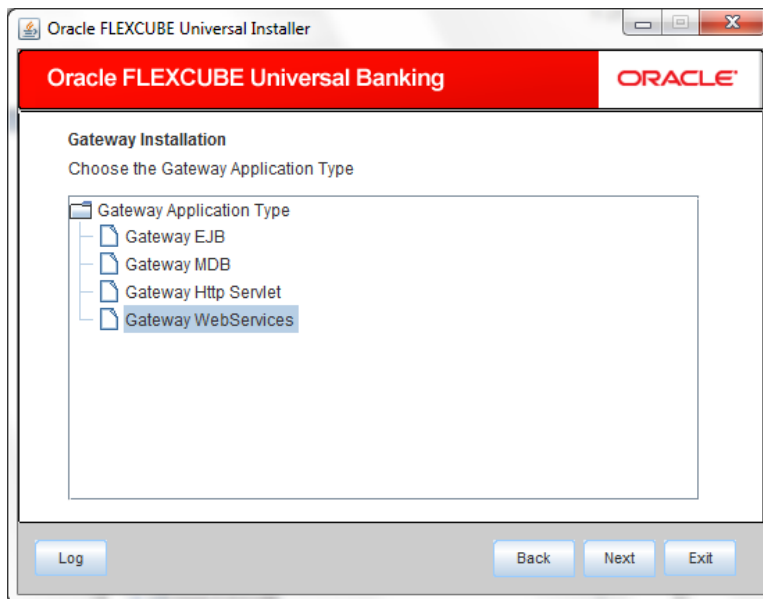 Oracle FLEXCUBE Universal Installer
Oracle FLEXCUBE Universal Banking
ORACLE
Gateway Installation
Choose the Gateway Application Type
Gateway Application Type
Gateway EJB
Gateway MDB
Gateway Http Servlet
Gateway WebServices
Log Back Next Exit